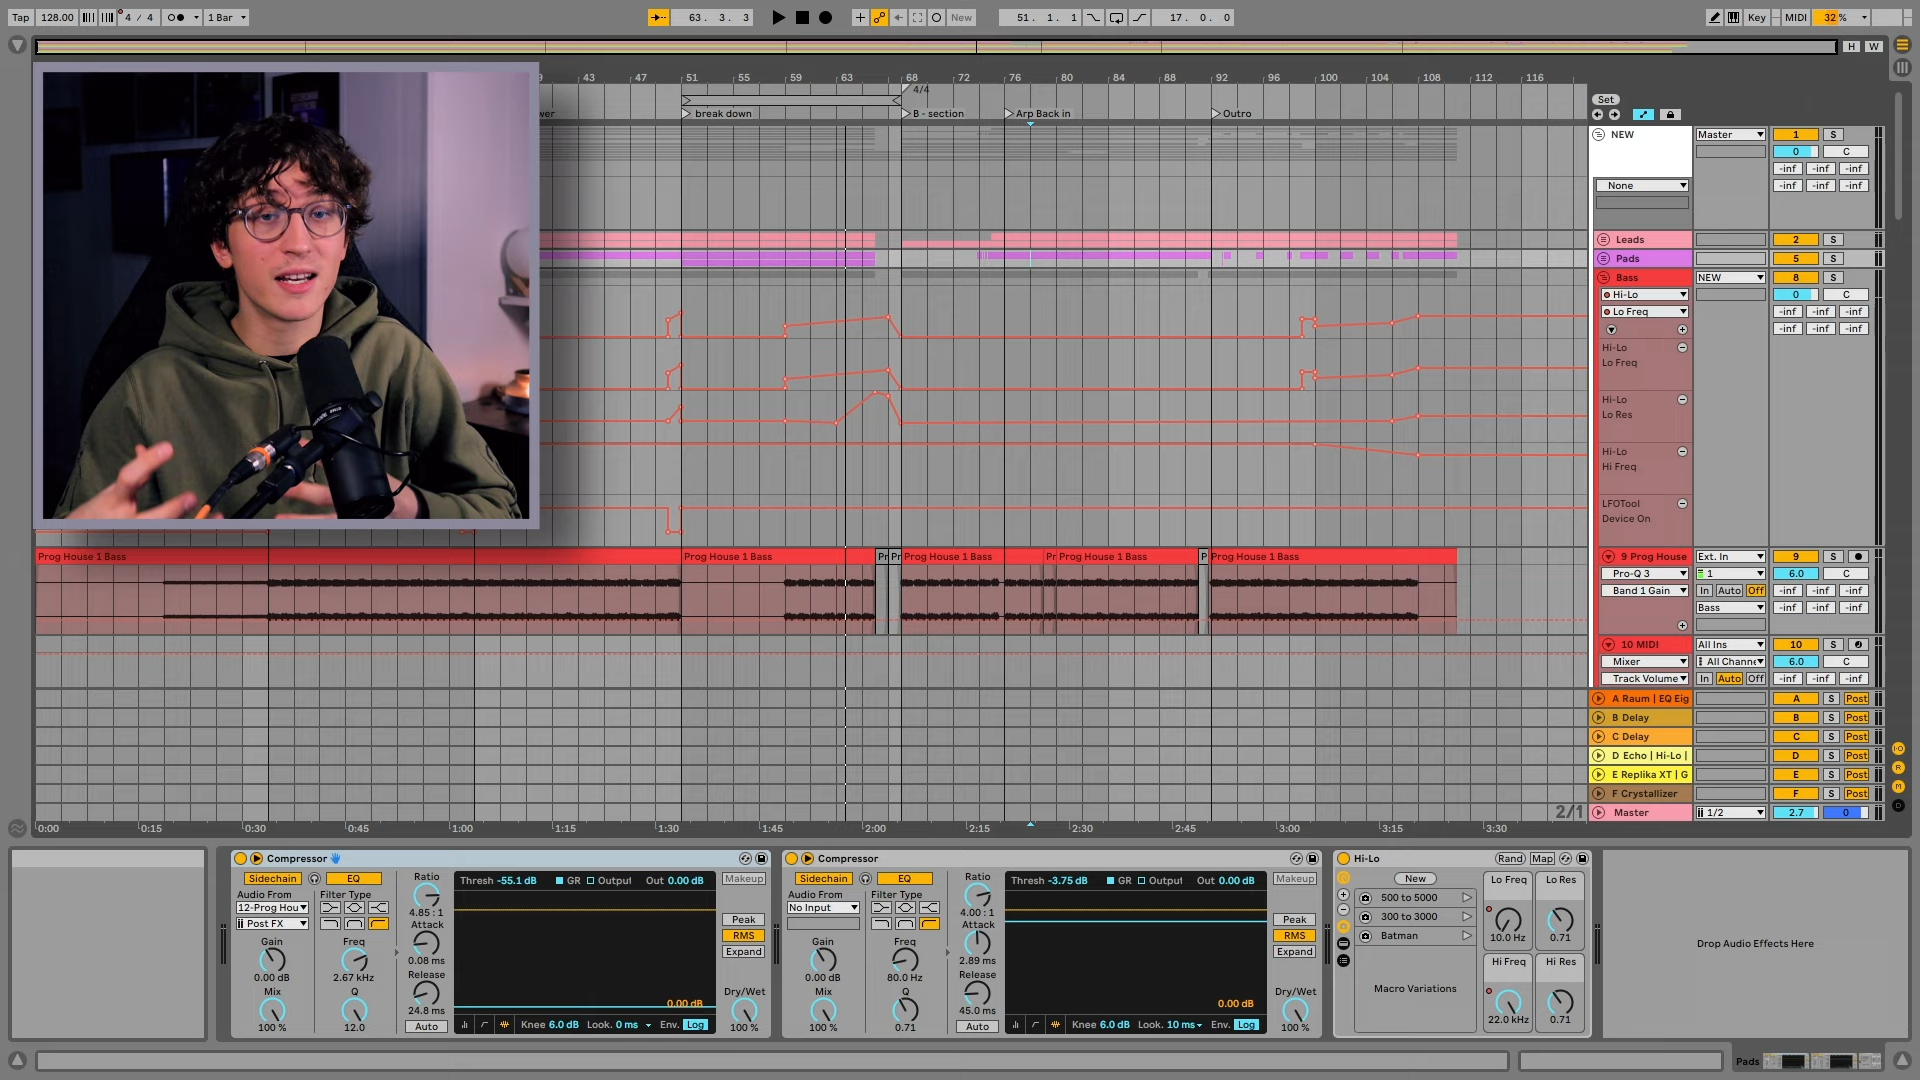 Tap 128.00 4 / 4 1 Bar 63. 3. 3 New 51. 1. 1 17. 0. 0 Key MIDI 32 %
H W
43 47 51 55 59 63 68 72 76 80 84 88 92 96 100 104 108 112 116
4/4
Set
break down B - section Arp Back in Outro
NEW Master 1 S
0 C
-inf -inf -inf
None -inf -inf -inf
Leads 2 S
Pads 5 S
Bass NEW 8 S
Hi-Lo 0 C
Lo Freq -inf -inf -inf
-inf -inf -inf
Hi-Lo
Lo Freq
Hi-Lo
Lo Res
Hi-Lo
Hi Freq
LFOTool
Device On
Prog House 1 Bass Prog House 1 Bass Pr Pr Prog House 1 Bass Pr Prog House 1 Bass P Prog House 1 Bass 9 Prog House Ext. In 9 S
Pro-Q 3 1 6.0 C
Band 1 Gain In Auto Off -inf -inf -inf
Bass -inf -inf -inf
10 MIDI All Ins 10 S
Mixer All Channe 6.0 C
Track Volume In Auto Off -inf -inf -inf
A Raum | EQ Eig A S Post
B Delay B S Post
C Delay C S Post
D Echo | Hi-Lo | D S Post
E Replika XT | G E S Post
F Crystallizer F S Post
2/1 Master 1/2 2.7 0
0:00 0:15 0:30 0:45 1:00 1:15 1:30 1:45 2:00 2:15 2:30 2:45 3:00 3:15 3:30
Compressor
Sidechain EQ
Audio From Filter Type
12-Prog Hou
Post FX
Gain Freq
0.00 dB 2.67 kHz
Mix Q
100 % 12.0
Ratio
4.85 : 1
Attack
0.08 ms
Release
24.8 ms
Auto
Thresh -55.1 dB GR Output Out 0.00 dB
0.00 dB
Knee 6.0 dB Look. 0 ms Env. Log
Makeup
Peak
RMS
Expand
Dry/Wet
100 %
Compressor
Sidechain EQ
Audio From Filter Type
No Input
Gain Freq
0.00 dB 80.0 Hz
Mix Q
100 % 0.71
Ratio
4.00 : 1
Attack
2.89 ms
Release
45.0 ms
Auto
Thresh -3.75 dB GR Output Out 0.00 dB
0.00 dB
Knee 6.0 dB Look. 10 ms Env. Log
Makeup
Peak
RMS
Expand
Dry/Wet
100 %
Hi-Lo Rand Map
New
500 to 5000
300 to 3000
Batman
Macro Variations
Lo Freq Lo Res
10.0 Hz 0.71
Hi Freq Hi Res
22.0 kHz 0.71
Drop Audio Effects Here
Pads